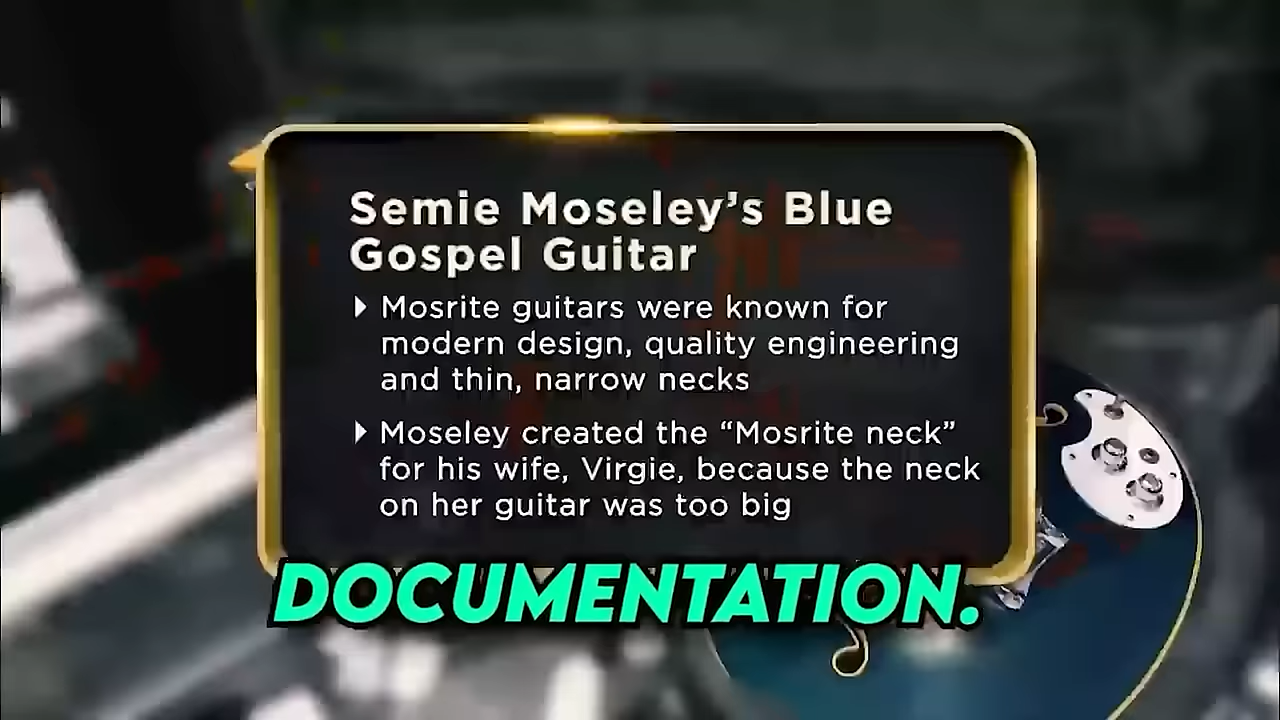 Semie Moseley's Blue
Gospel Guitar
Mosrite guitars were known for
modern design, quality engineering
and thin, narrow necks
Moseley created the “Mosrite neck”
for his wife, Virgie, because the neck
on her guitar was too big
DOCUMENTATION.